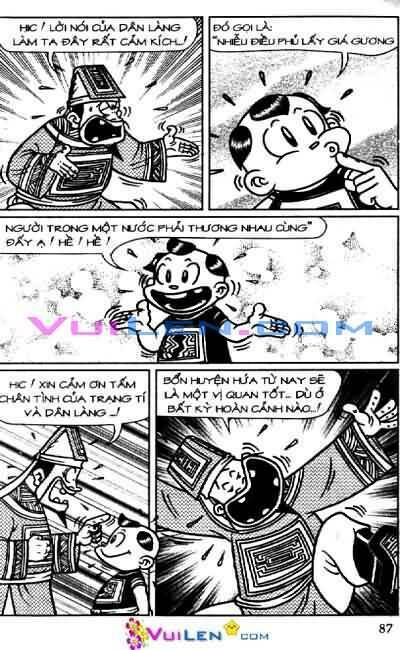 HIC ! LỜI NÓI CỦA DÂN LÀNG
LÀM TA ĐÂY RẤT CẢM KÍCH..!
ĐÓ GỌI LÀ:
"NHIỄU ĐIỀU PHỦ LẤY GIÁ GƯƠNG
NGƯỜI TRONG MỘT NƯỚC PHẢI THƯƠNG NHAU CÙNG"
ĐẤY Ạ ! HÈ ! HÈ !
VUILEN.COM
HIC ! XIN CẢM ƠN TẤM
CHÂN TÌNH CỦA TRẠNG TÍ
VÀ DÂN LÀNG ..!
BỔN HUYỆN HỨA TỪ NAY SẼ
LÀ MỘT VỊ QUAN TỐT... DÙ Ở
BẤT KỲ HOÀN CẢNH NÀO...!
87
VUILEN.COM